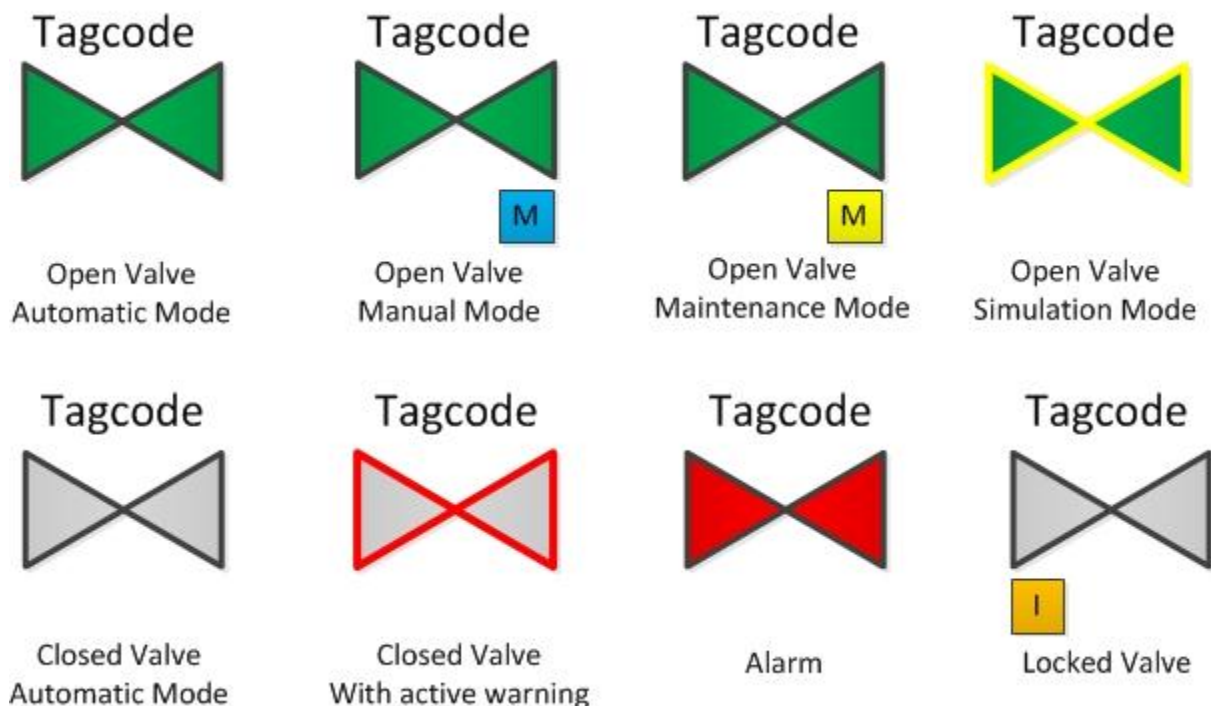 Tagcode
Tagcode
Tagcode
Tagcode
M
M
Open Valve
Automatic Mode
Open Valve
Manual Mode
Open Valve
Maintenance Mode
Open Valve
Simulation Mode
Tagcode
Tagcode
Tagcode
Tagcode
I
Closed Valve
Automatic Mode
Closed Valve
With active warning
Alarm
Locked Valve